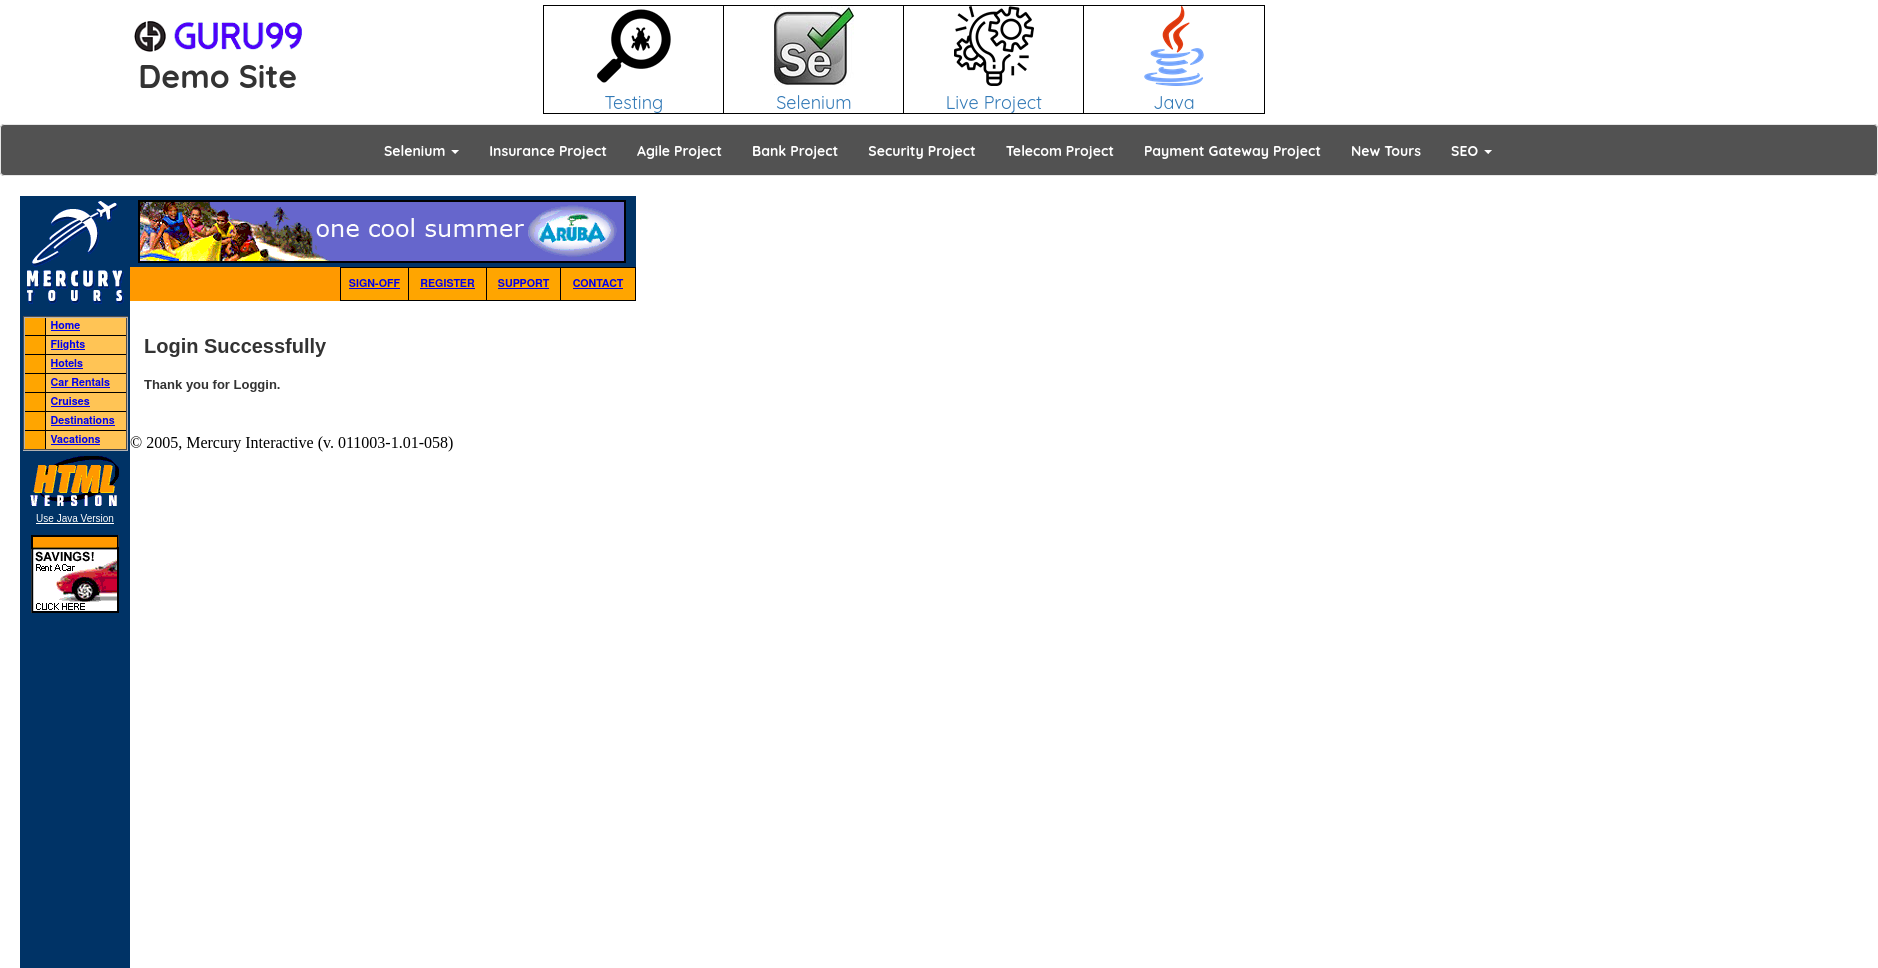 GURU99
Demo Site
Testing
Se
Selenium
Live Project
Java
Selenium Insurance Project Agile Project Bank Project Security Project Telecom Project Payment Gateway Project New Tours SEO
MERCURY
TOURS
one cool summer ARUBA
SIGN-OFF REGISTER SUPPORT CONTACT
Home
Flights
Hotels
Car Rentals
Cruises
Destinations
Vacations
Login Successfully
Thank you for Loggin.
© 2005, Mercury Interactive (v. 011003-1.01-058)
HTML
VERSION
Use Java Version
SAVINGS!
Rent A Car
CLICK HERE